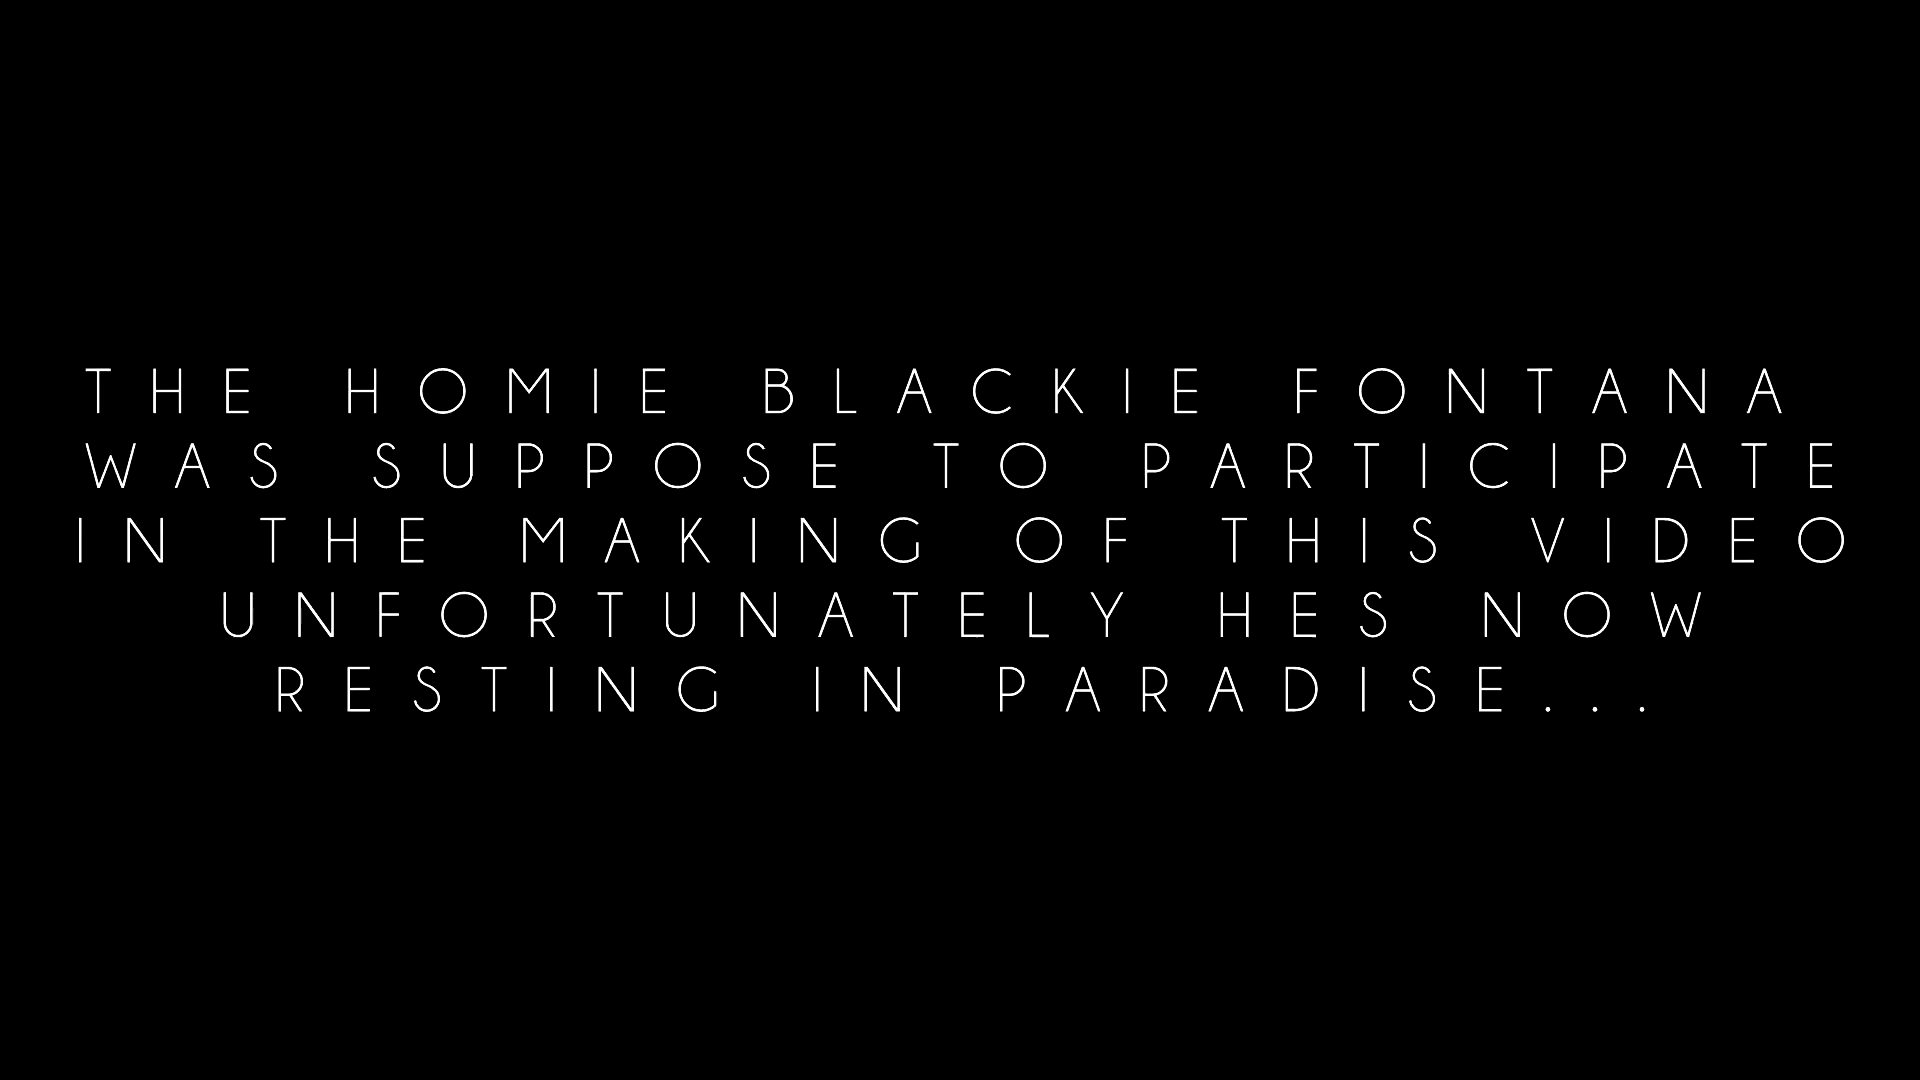 THE HOMIE BLACKIE FONTANA
WAS SUPPOSE TO PARTICIPATE
IN THE MAKING OF THIS VIDEO
UNFORTUNATELY HES NOW
RESTING IN PARADISE...